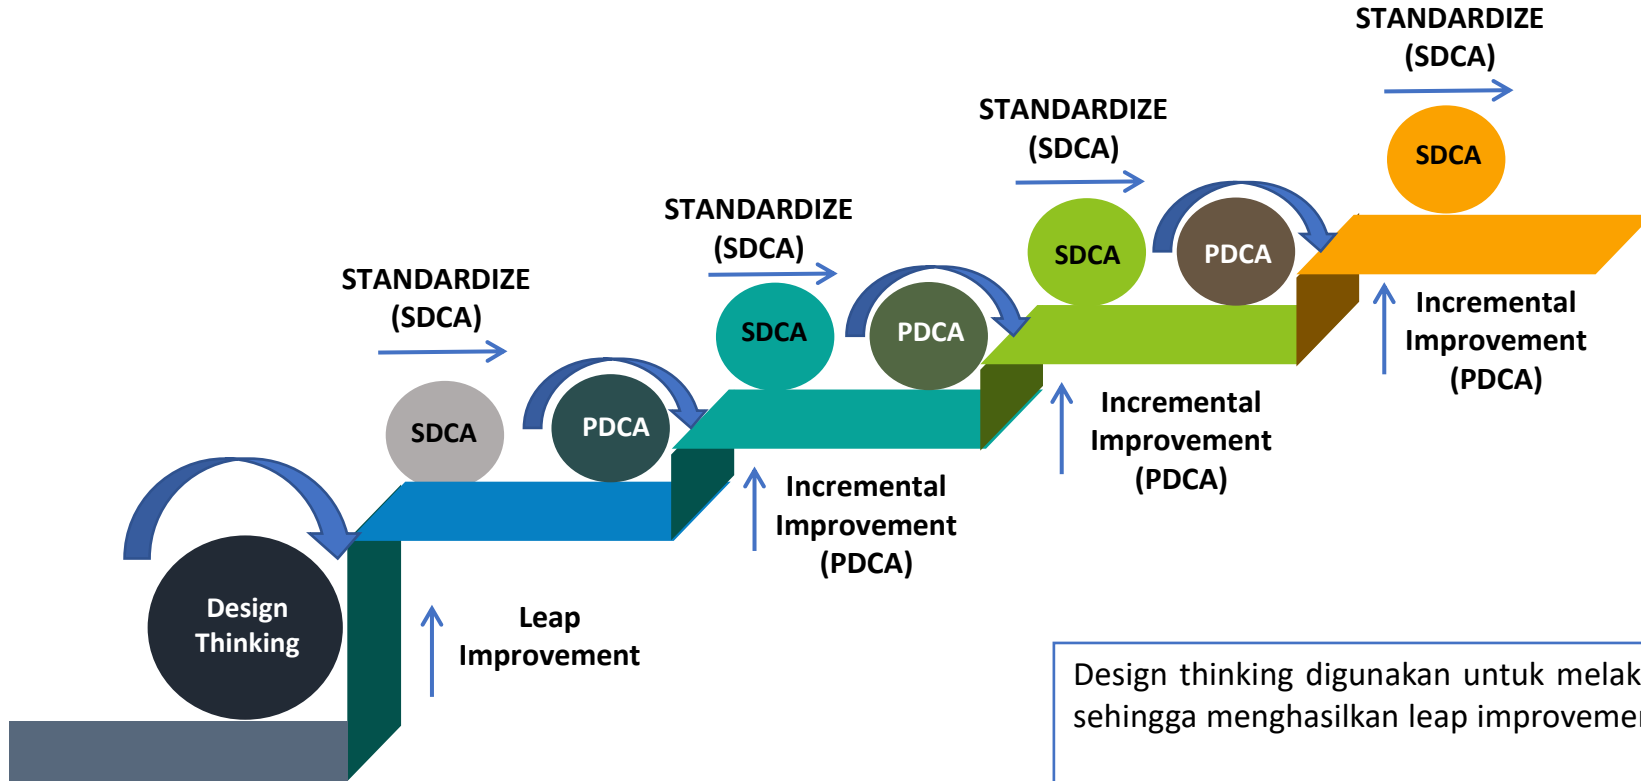 STANDARDIZE
(SDCA)
SDCA
STANDARDIZE
(SDCA)
SDCA
PDCA
Incremental
Improvement
(PDCA)
STANDARDIZE
(SDCA)
SDCA
PDCA
Incremental
Improvement
(PDCA)
STANDARDIZE
(SDCA)
SDCA
PDCA
Incremental
Improvement
(PDCA)
Design
Thinking
Leap
Improvement
Design thinking digunakan untuk melak
sehingga menghasilkan leap improvemen